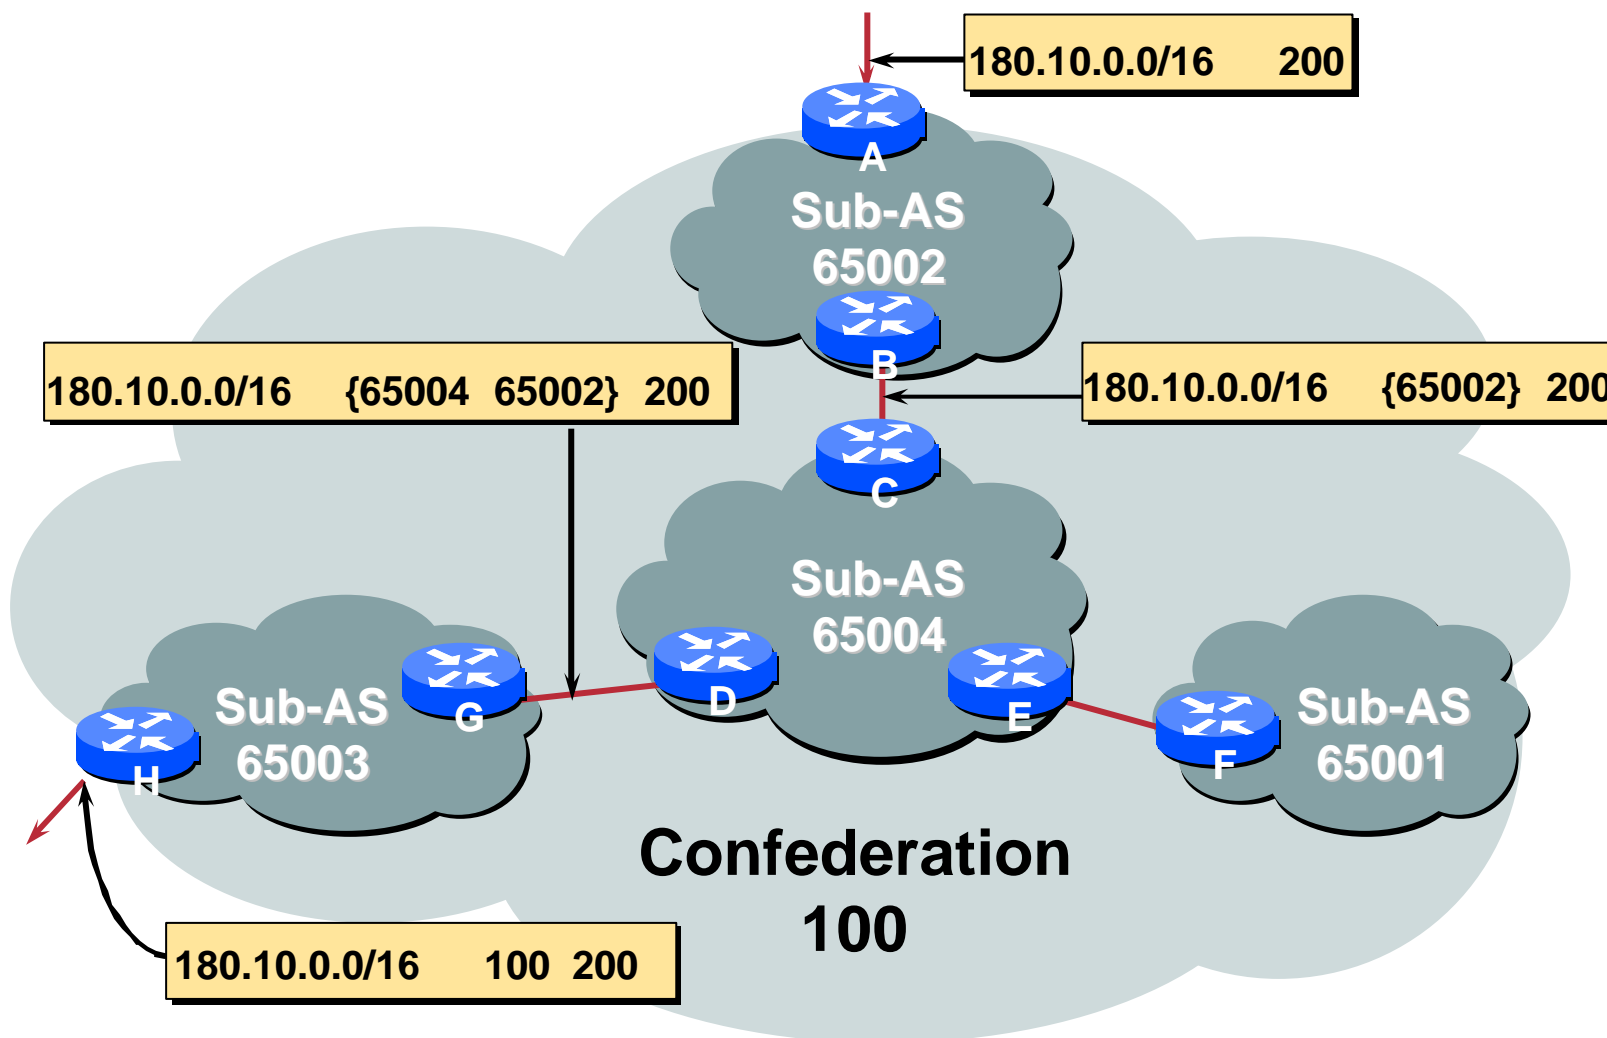 180.10.0.0/16 200
A
Sub-AS
65002
B
180.10.0.0/16 {65004 65002} 200
180.10.0.0/16 {65002} 200
C
Sub-AS
65004
D
E
G
Sub-AS
65003
H
F
Sub-AS
65001
Confederation
100
180.10.0.0/16 100 200